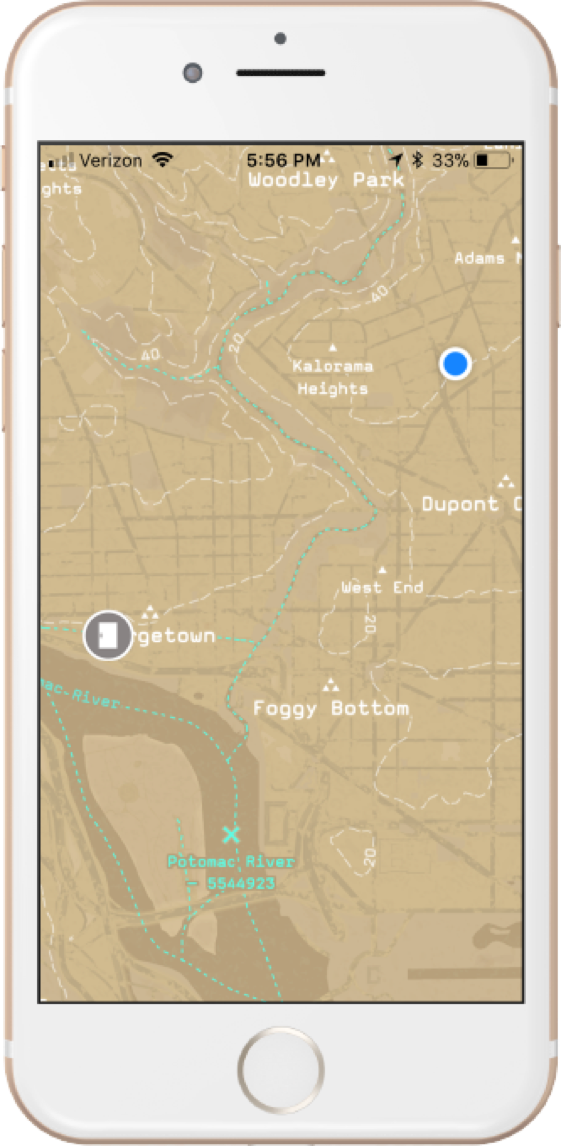 Verizon 5:56 PM 33%
ghts
Woodley Park
Adams
40
20
40
Kalorama
Heights
Dupont C
West End
20
rgetown
mac River
Foggy Bottom
Potomac River
— 5544923
20